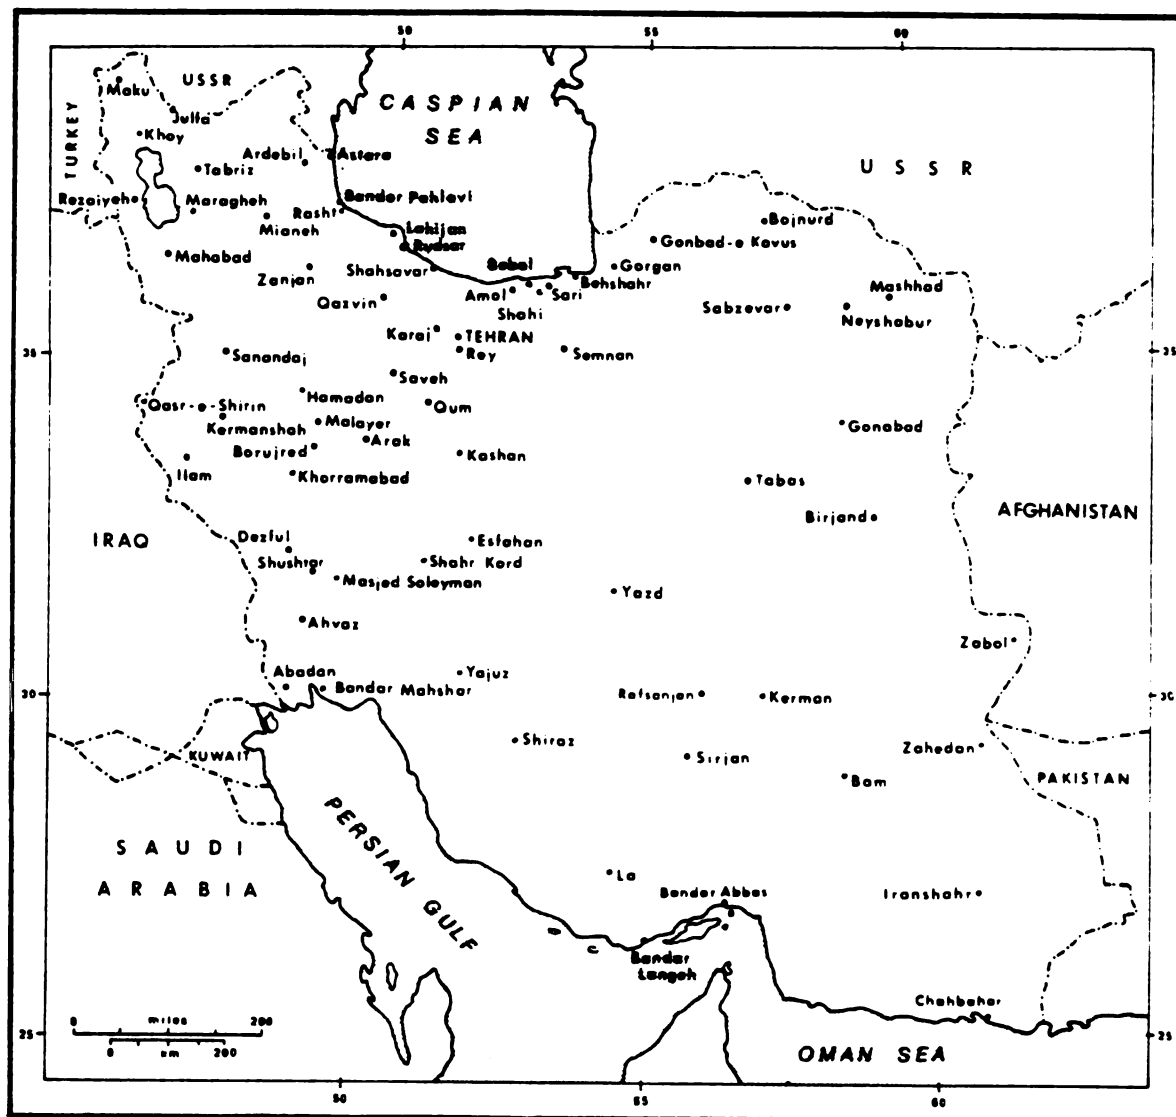 50 55 60
CASPIAN
SEA
USSR
TURKEY
Maku
Julfa
Khoy
Ardebil
Astara
Tabriz
U S S R
Rezaiyeh
Maragheh
Bandar Pahlavi
Rasht
Mianeh
Bojnurd
Lahijan
Rudsar
Gonbad-e Kavus
Mahabad
Zanjan
Shahsavar
Babol
Gorgan
Behshahr
Qazvin
Amol
Sari
Shahi
Mashhad
Sabzevar
Neyshabur
Karaj
TEHRAN
Rey
Semnan
35
Sanandaj
35
Saveh
Hamadan
Qum
Qasr-e-Shirin
Kermanshah
Malayer
Gonabad
Arak
Borujred
Kashan
Ilam
Khorramabad
Tabas
Birjand
AFGHANISTAN
IRAQ
Dezful
Esfahan
Shushtar
Shahr Kord
Masjed Soleyman
Yazd
Ahvaz
Zabol
Abadan
Yajuz
30
Bandar Mahshar
Rafsanjan
Kerman
30
Shiraz
Zahedan
KUWAIT
Sirjan
Bam
PAKISTAN
PERSIAN GULF
SAUDI
ARABIA
La
Bandar Abbas
Iranshahr
Bandar
Langeh
Chahbahar
0 miles 200
0 km 200
25
25
OMAN SEA
50 55 60